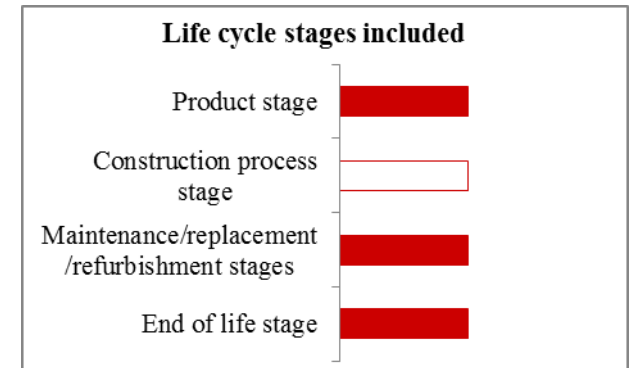 Life cycle stages included
Product stage
Construction process
stage
Maintenance/replacement
/refurbishment stages
End of life stage